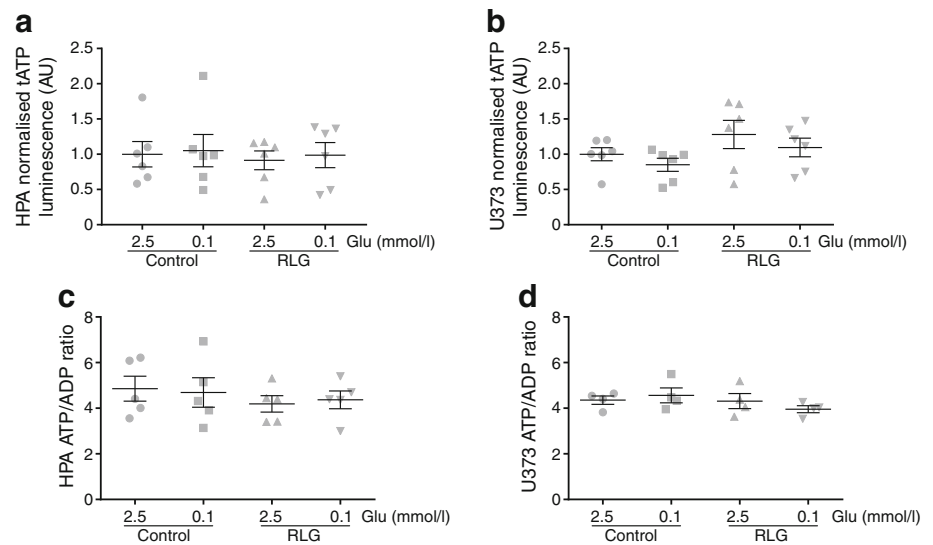 a
HPA normalised tATP
luminescence (AU)
2.5
2.0
1.5
1.0
0.5
0
2.5 0.1 2.5 0.1 Glu (mmol/l)
Control RLG
b
U373 normalised tATP
luminescence (AU)
2.5
2.0
1.5
1.0
0.5
0
2.5 0.1 2.5 0.1 Glu (mmol/l)
Control RLG
c
HPA ATP/ADP ratio
8
6
4
2
0
2.5 0.1 2.5 0.1 Glu (mmol/l)
Control RLG
d
U373 ATP/ADP ratio
8
6
4
2
0
2.5 0.1 2.5 0.1 Glu (mmol/l)
Control RLG